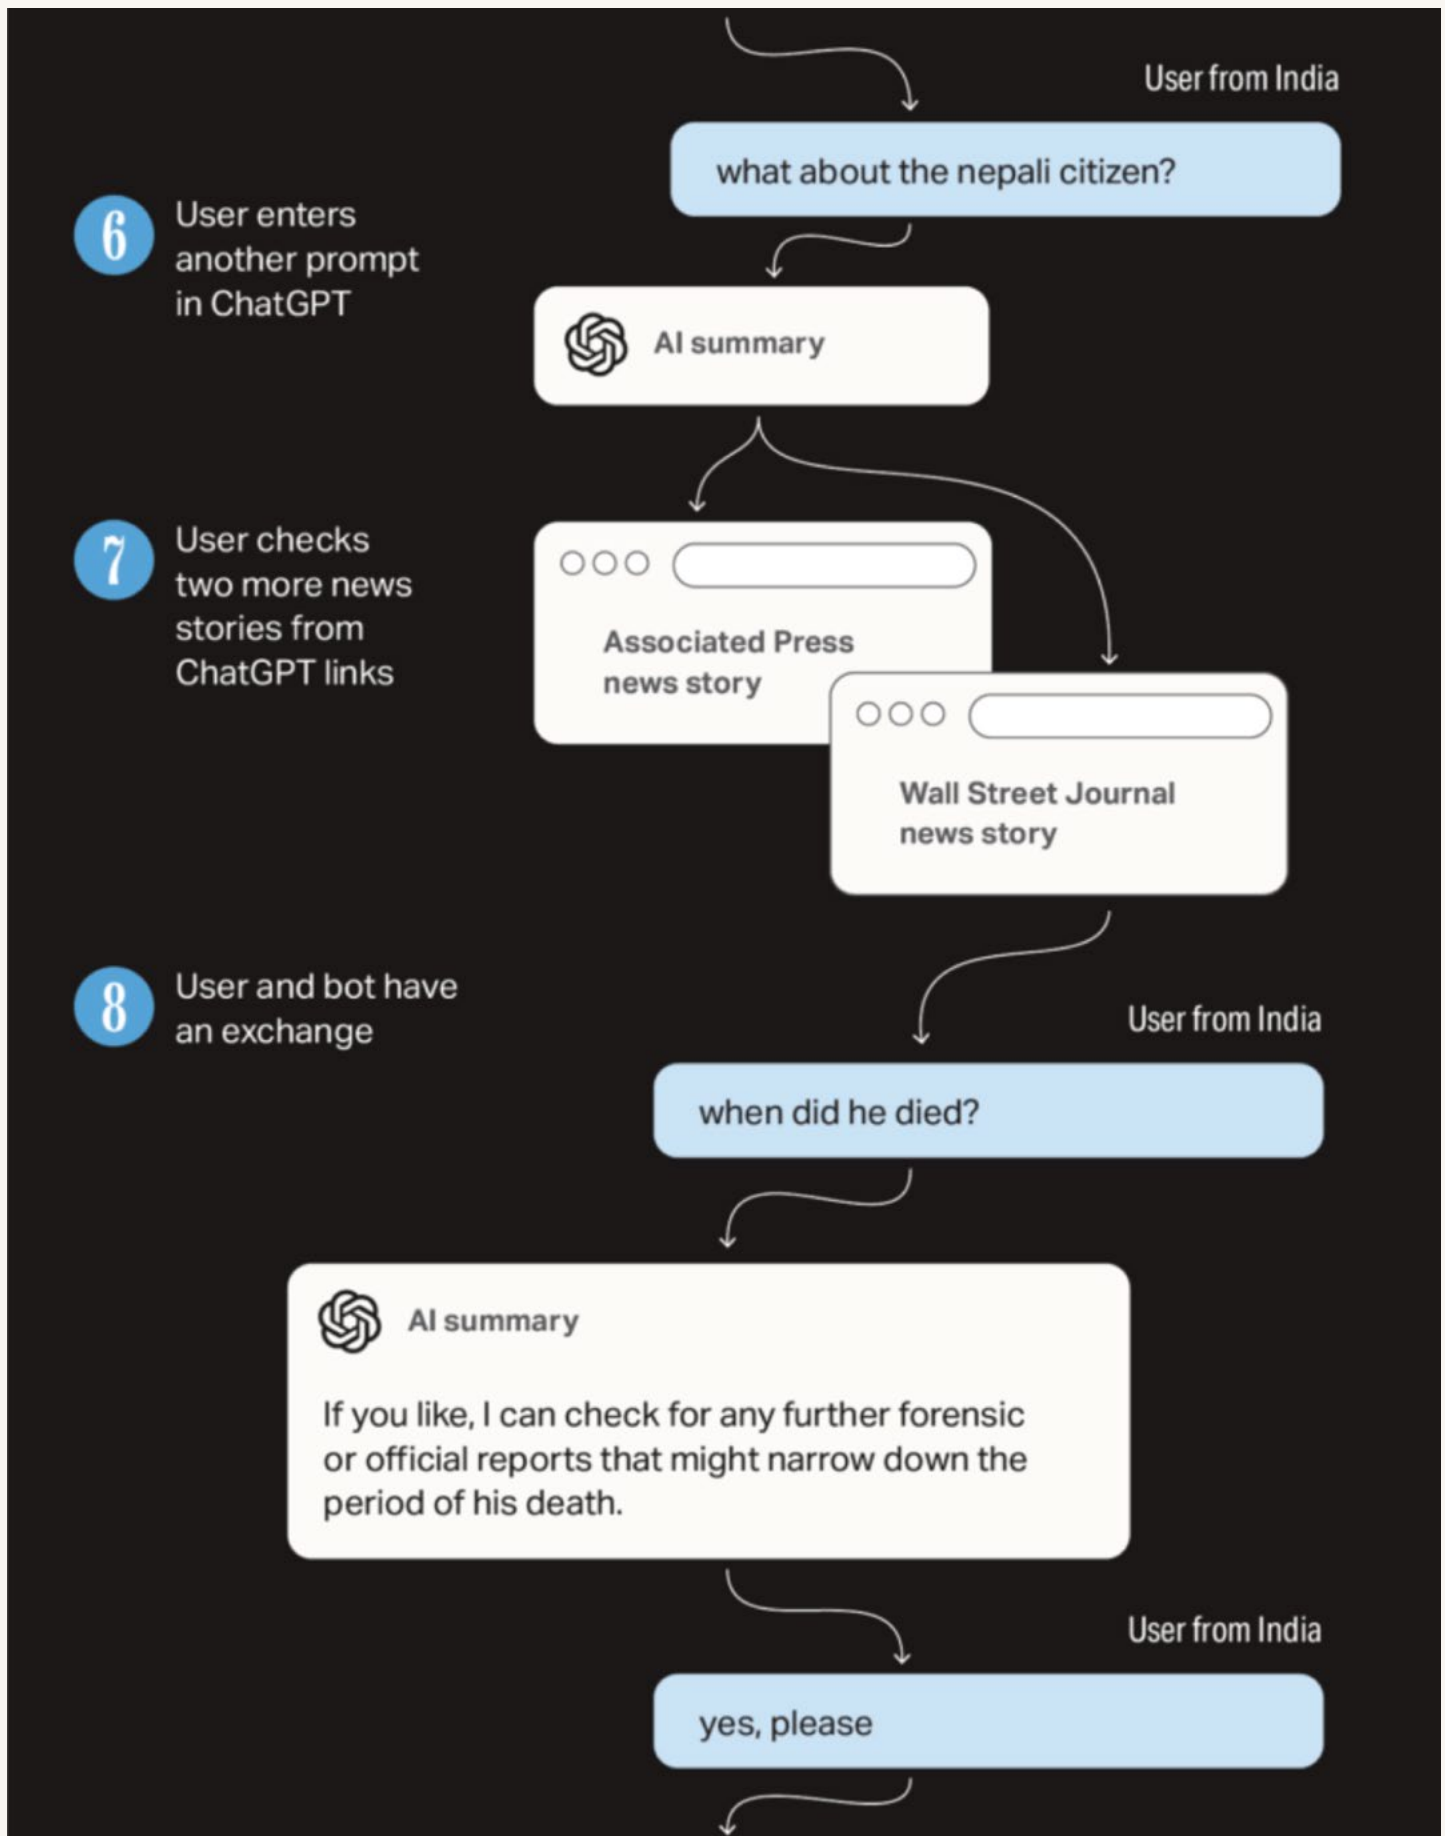 User from India
what about the nepali citizen?
6
User enters
another prompt
in ChatGPT
AI summary
7
User checks
two more news
stories from
ChatGPT links
Associated Press
news story
Wall Street Journal
news story
8
User and bot have
an exchange
User from India
when did he died?
AI summary
If you like, I can check for any further forensic
or official reports that might narrow down the
period of his death.
User from India
yes, please